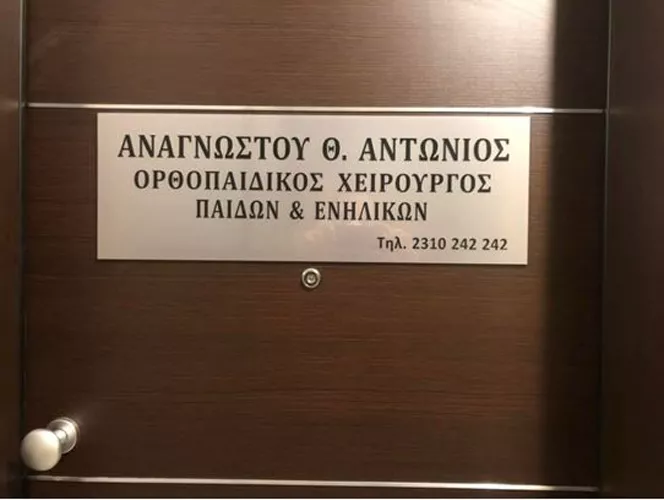 ΑΝΑΓΝΩΣΤΟΥ Θ. ΑΝΤΩΝΙΟΣ
ΟΡΘΟΠΑΙΔΙΚΟΣ ΧΕΙΡΟΥΡΓΟΣ
ΠΑΙΔΩΝ & ΕΝΗΛΙΚΩΝ
Τηλ. 2310 242 242